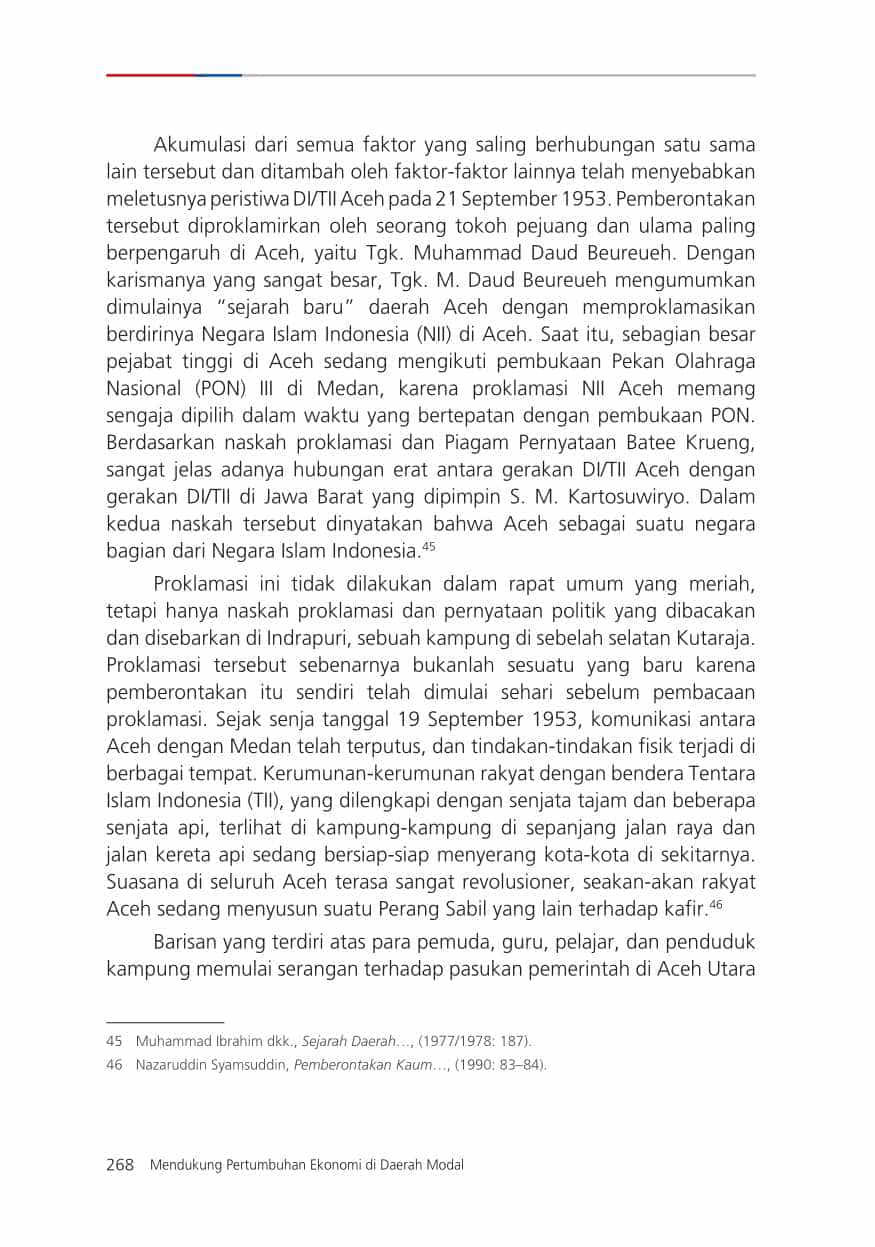 Akumulasi dari semua faktor yang saling berhubungan satu sama
lain tersebut dan ditambah oleh faktor-faktor lainnya telah menyebabkan
meletusnya peristiwa DI/TII Aceh pada 21 September 1953. Pemberontakan
tersebut diproklamirkan oleh seorang tokoh pejuang dan ulama paling
berpengaruh di Aceh, yaitu Tgk. Muhammad Daud Beureueh. Dengan
karismanya yang sangat besar, Tgk. M. Daud Beureueh mengumumkan
dimulainya “sejarah baru” daerah Aceh dengan memproklamasikan
berdirinya Negara Islam Indonesia (NII) di Aceh. Saat itu, sebagian besar
pejabat tinggi di Aceh sedang mengikuti pembukaan Pekan Olahraga
Nasional (PON) III di Medan, karena proklamasi NII Aceh memang
sengaja dipilih dalam waktu yang bertepatan dengan pembukaan PON.
Berdasarkan naskah proklamasi dan Piagam Pernyataan Batee Krueng,
sangat jelas adanya hubungan erat antara gerakan DI/TII Aceh dengan
gerakan DI/TII di Jawa Barat yang dipimpin S. M. Kartosuwiryo. Dalam
kedua naskah tersebut dinyatakan bahwa Aceh sebagai suatu negara
bagian dari Negara Islam Indonesia.45
Proklamasi ini tidak dilakukan dalam rapat umum yang meriah,
tetapi hanya naskah proklamasi dan pernyataan politik yang dibacakan
dan disebarkan di Indrapuri, sebuah kampung di sebelah selatan Kutaraja.
Proklamasi tersebut sebenarnya bukanlah sesuatu yang baru karena
pemberontakan itu sendiri telah dimulai sehari sebelum pembacaan
proklamasi. Sejak senja tanggal 19 September 1953, komunikasi antara
Aceh dengan Medan telah terputus, dan tindakan-tindakan fisik terjadi di
berbagai tempat. Kerumunan-kerumunan rakyat dengan bendera Tentara
Islam Indonesia (TII), yang dilengkapi dengan senjata tajam dan beberapa
senjata api, terlihat di kampung-kampung di sepanjang jalan raya dan
jalan kereta api sedang bersiap-siap menyerang kota-kota di sekitarnya.
Suasana di seluruh Aceh terasa sangat revolusioner, seakan-akan rakyat
Aceh sedang menyusun suatu Perang Sabil yang lain terhadap kafir.46
Barisan yang terdiri atas para pemuda, guru, pelajar, dan penduduk
kampung memulai serangan terhadap pasukan pemerintah di Aceh Utara
45 Muhammad Ibrahim dkk., Sejarah Daerah…, (1977/1978: 187).
46 Nazaruddin Syamsuddin, Pemberontakan Kaum…, (1990: 83–84).
268 Mendukung Pertumbuhan Ekonomi di Daerah Modal